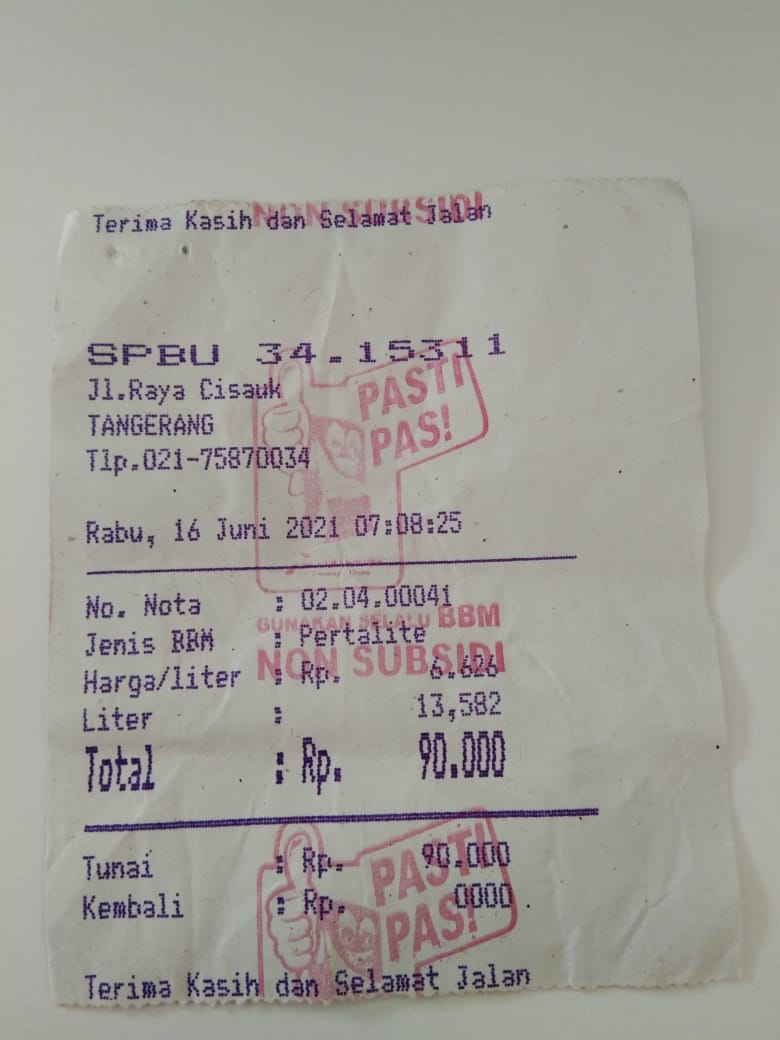 NON SUBSIDI
Terima Kasih dan Selamat Jalan
SPBU 34.15311
Jl.Raya Cisauk
PASTI
PAS!
TANGERANG
Tlp.021-75870034
Rabu, 16 Juni 2021 07:08:25
No. Nota : 02.04.00041
GUNAKAN SELALU BBM
Jenis BBM : Pertalite
NON SUBSIDI
Harga/liter : Rp. 6.626
Liter : 13,582
Total : Rp. 90.000
PASTI
PAS!
Tunai : Rp. 90.000
Kembali : Rp. 0000
Terima Kasih dan Selamat Jalan